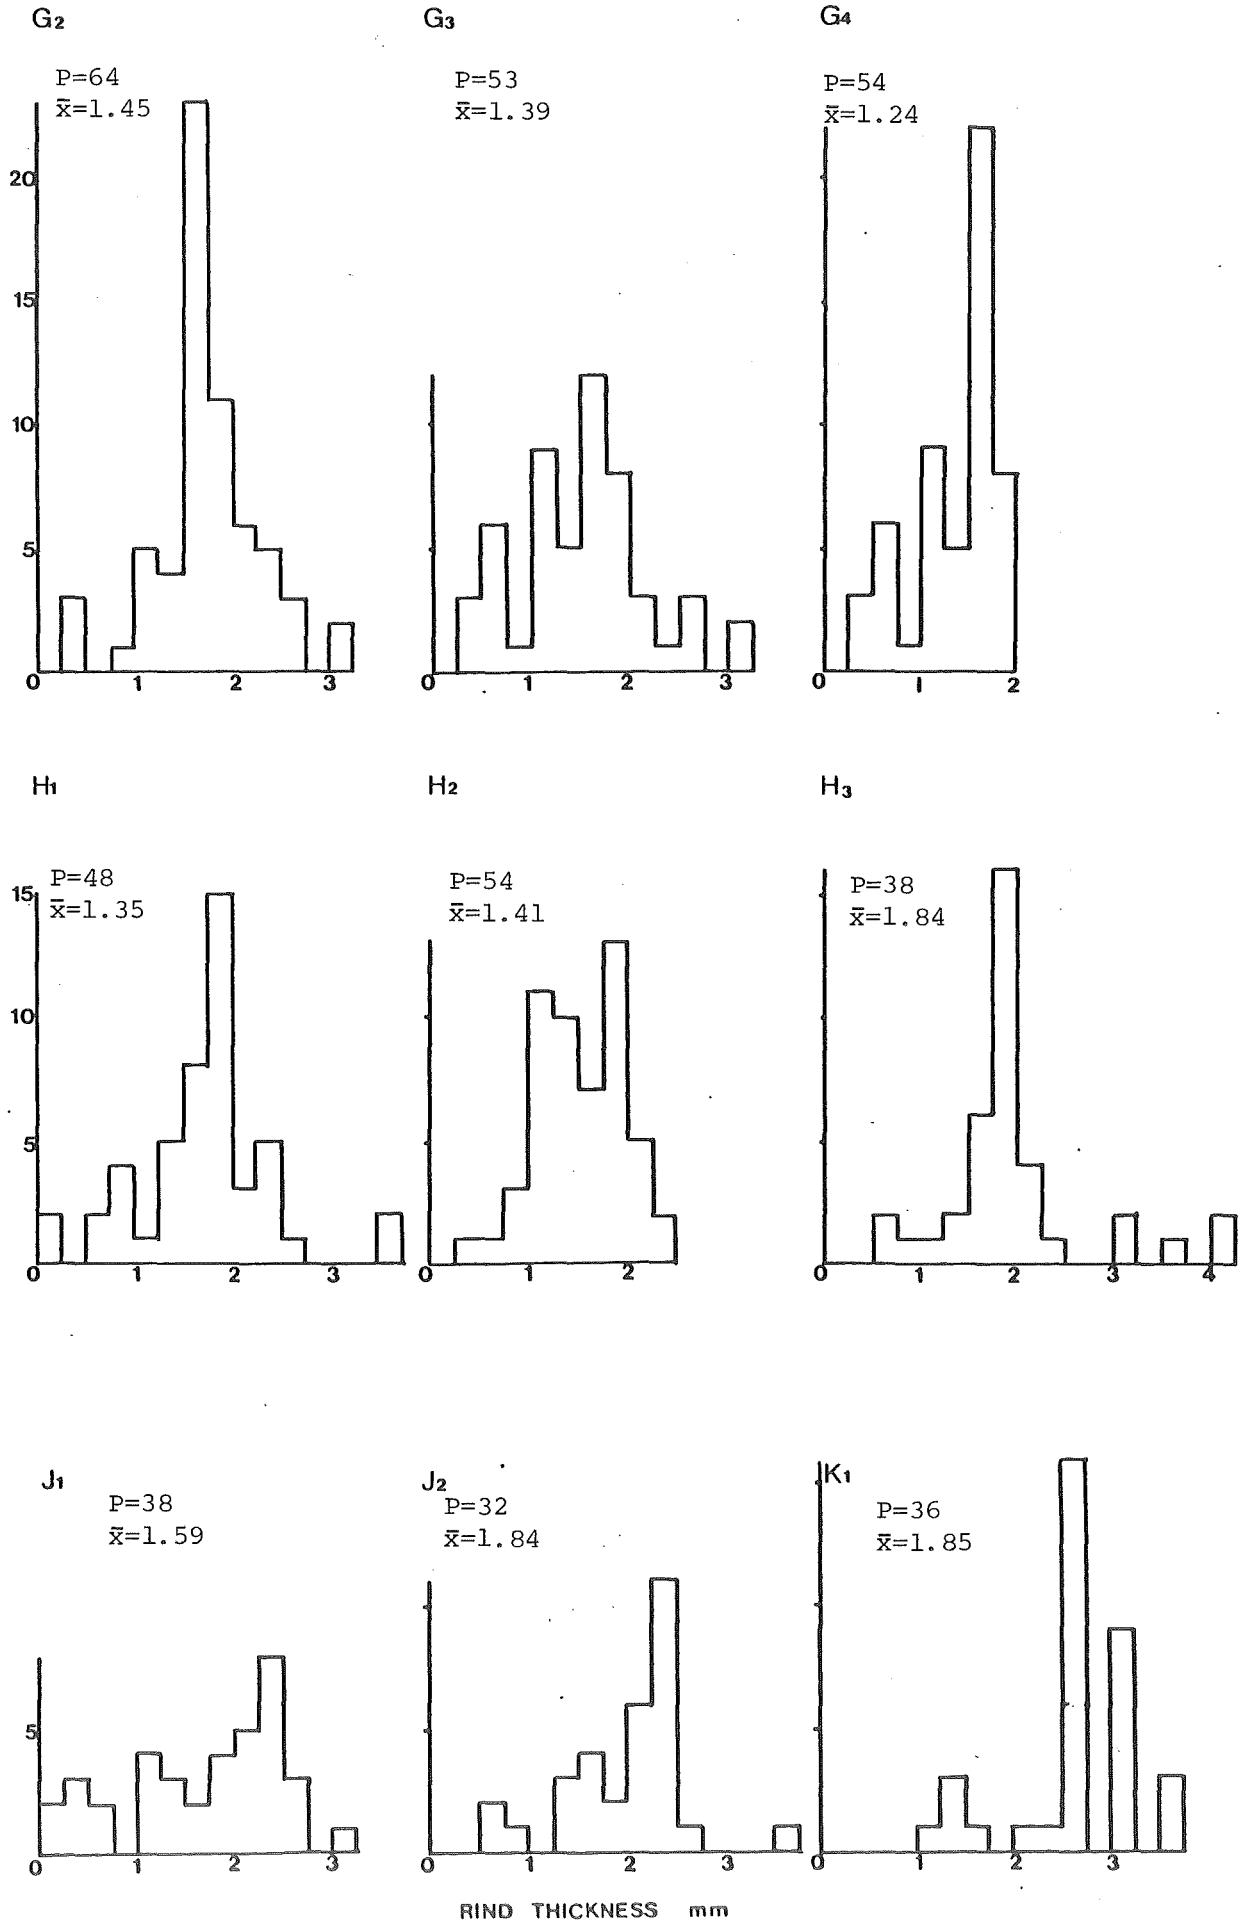 G2
G3
G4
P=64
x̄=1.45
P=53
x̄=1.39
P=54
x̄=1.24
20
15
10
5
0 1 2 3
0 1 2 3
0 1 2
H1
H2
H3
P=48
x̄=1.35
P=54
x̄=1.41
P=38
x̄=1.84
15
10
5
0 1 2 3
0 1 2
0 1 2 3 4
J1
J2
K1
P=38
x̄=1.59
P=32
x̄=1.84
P=36
x̄=1.85
5
0 1 2 3
0 1 2 3
0 1 2 3
RIND THICKNESS mm